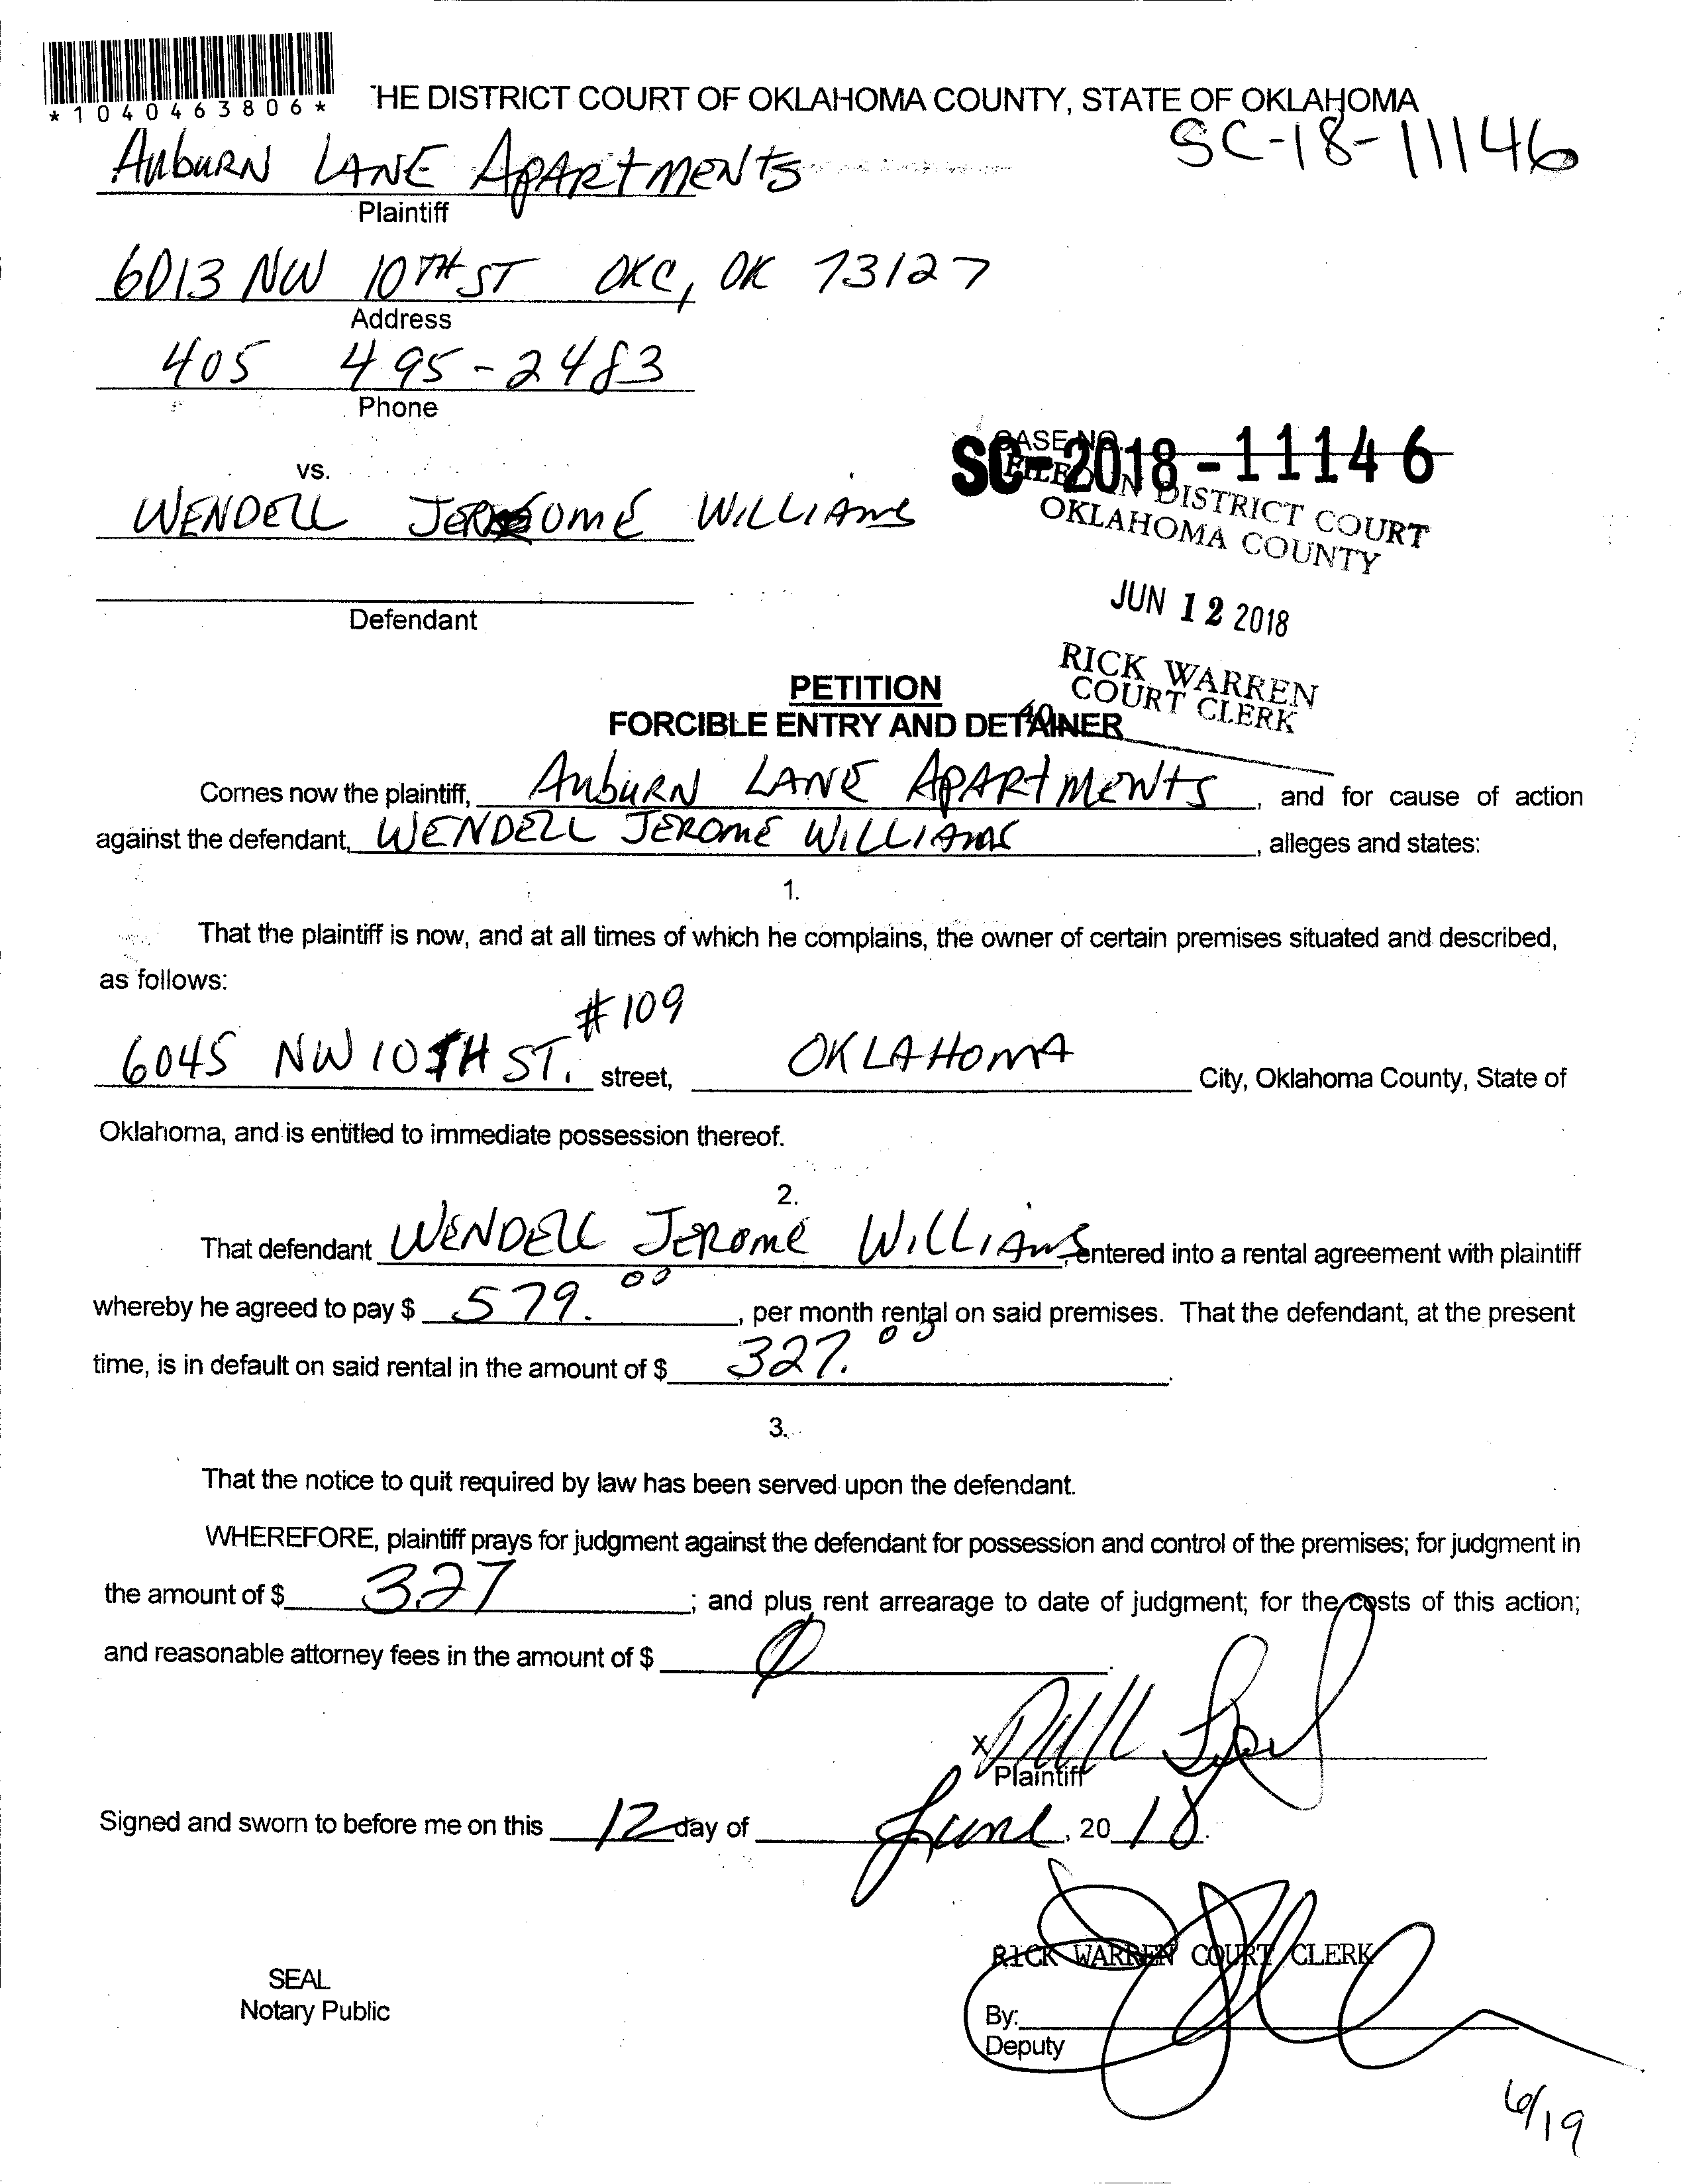 *1040463806*
THE DISTRICT COURT OF OKLAHOMA COUNTY, STATE OF OKLAHOMA
SC-18-11146
AubURN LANE APARtMENtS
Plaintiff
6013 NW 10TH ST OKC, OK 73127
Address
405 495-2483
Phone
CASE NO.
SC-2018-11146
vs.
FILED IN DISTRICT COURT
OKLAHOMA COUNTY
WENDELL JEROME WILLIAMS
JUN 12 2018
Defendant
RICK WARREN
COURT CLERK
PETITION
40
FORCIBLE ENTRY AND DETAINER
Comes now the plaintiff, AubURN LANE APARtMENtS, and for cause of action
against the defendant, WENDELL JEROME WILLIAMS, alleges and states:
1.
That the plaintiff is now, and at all times of which he complains, the owner of certain premises situated and described,
as follows:
#109
6045 NW 10TH ST. street, OKLAHOMA City, Oklahoma County, State of
Oklahoma, and is entitled to immediate possession thereof.
2.
That defendant WENDELL JEROME WILLIAMS, entered into a rental agreement with plaintiff
whereby he agreed to pay $ 579.00, per month rental on said premises. That the defendant, at the present
time, is in default on said rental in the amount of $ 327.00.
3.
That the notice to quit required by law has been served upon the defendant.
WHEREFORE, plaintiff prays for judgment against the defendant for possession and control of the premises; for judgment in
the amount of $ 327; and plus rent arrearage to date of judgment; for the costs of this action;
and reasonable attorney fees in the amount of $ 0.
X
Plaintiff
Signed and sworn to before me on this 12 day of June, 20 18.
RICK WARREN COURT CLERK
SEAL
Notary Public
By:
Deputy
6/19